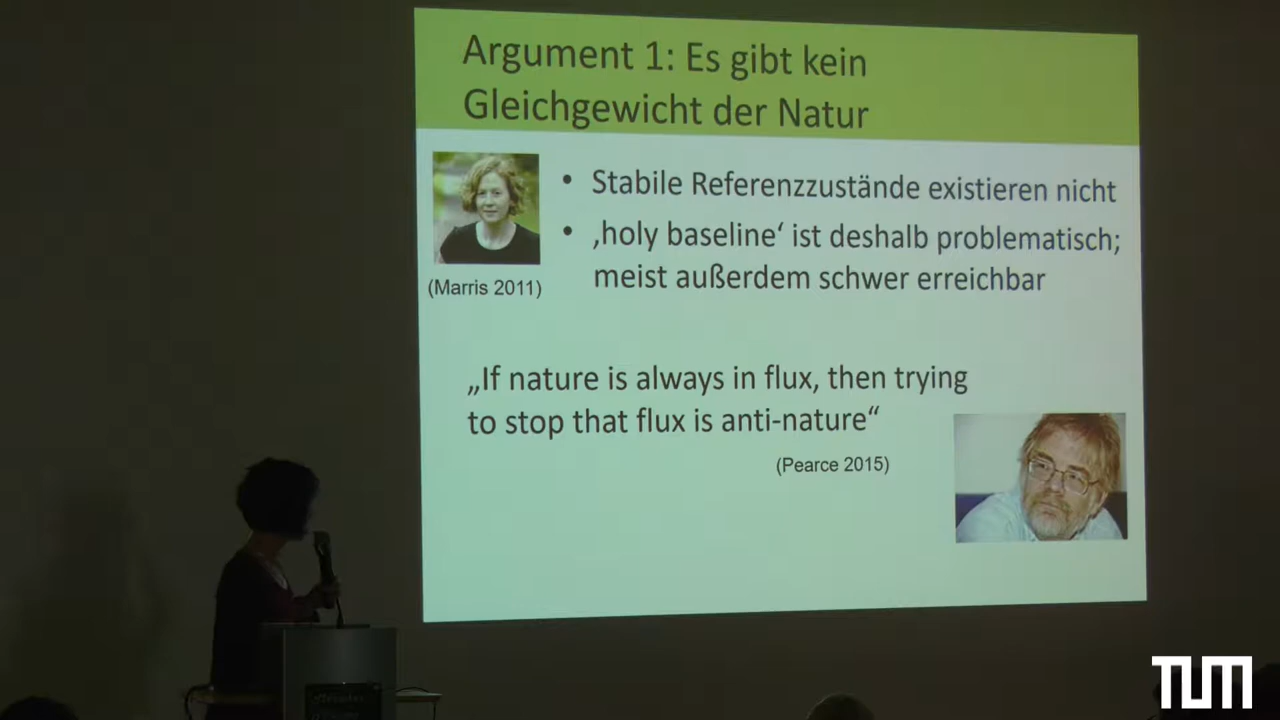 Argument 1: Es gibt kein
Gleichgewicht der Natur
• Stabile Referenzzustände existieren nicht
• ‚holy baseline‘ ist deshalb problematisch;
meist außerdem schwer erreichbar
(Marris 2011)
„If nature is always in flux, then trying
to stop that flux is anti-nature“
(Pearce 2015)
TUM